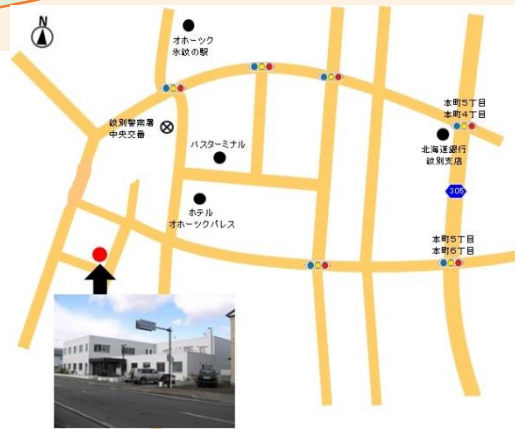 N
オホーツク
氷紋の駅
紋別警察署
中央交番
バスターミナル
本町5丁目
本町4丁目
北海道銀行
紋別支店
305
ホテル
オホーツクパレス
本町5丁目
本町6丁目